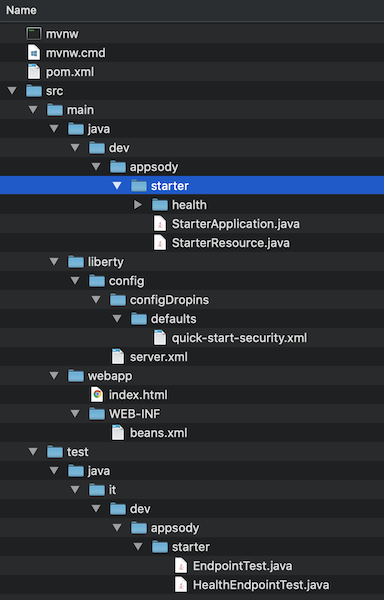 Name
mvnw
mvnw.cmd
pom.xml
src
main
java
dev
appsody
starter
health
StarterApplication.java
StarterResource.java
liberty
config
configDropins
defaults
quick-start-security.xml
server.xml
webapp
index.html
WEB-INF
beans.xml
test
java
it
dev
appsody
starter
EndpointTest.java
HealthEndpointTest.java